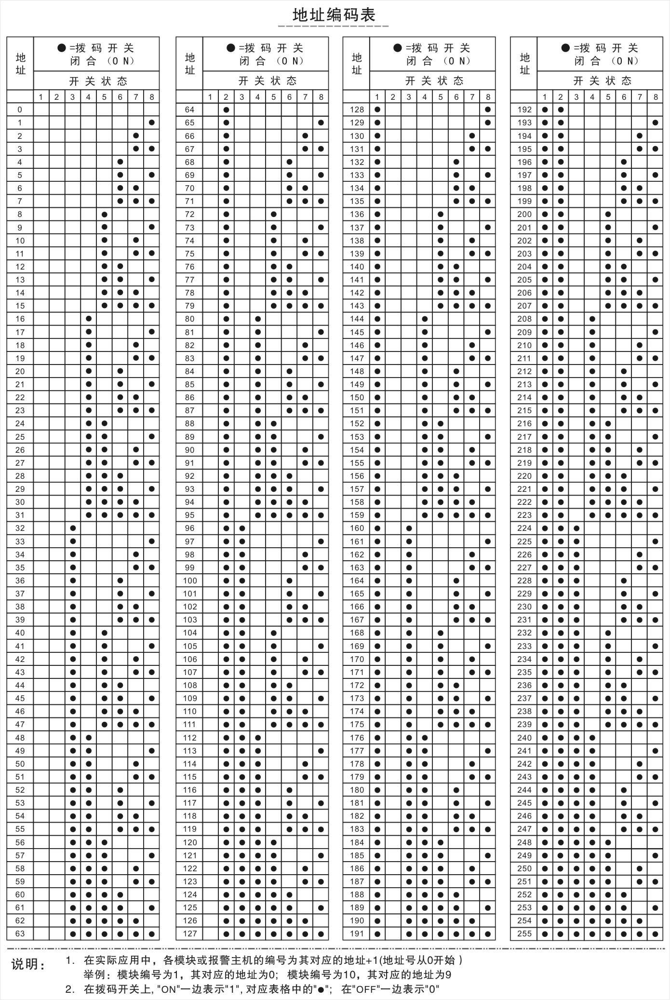 地址编码表
地址 ●=拨码开关 地址 ●=拨码开关 地址 ●=拨码开关 地址 ●=拨码开关
闭合（ON） 闭合（ON） 闭合（ON） 闭合（ON）
开关状态 开关状态 开关状态 开关状态
1 2 3 4 5 6 7 8 1 2 3 4 5 6 7 8 1 2 3 4 5 6 7 8 1 2 3 4 5 6 7 8
0 64 128 192
1 65 129 193
2 66 130 194
3 67 131 195
4 68 132 196
5 69 133 197
6 70 134 198
7 71 135 199
8 72 136 200
9 73 137 201
10 74 138 202
11 75 139 203
12 76 140 204
13 77 141 205
14 78 142 206
15 79 143 207
16 80 144 208
17 81 145 209
18 82 146 210
19 83 147 211
20 84 148 212
21 85 149 213
22 86 150 214
23 87 151 215
24 88 152 216
25 89 153 217
26 90 154 218
27 91 155 219
28 92 156 220
29 93 157 221
30 94 158 222
31 95 159 223
32 96 160 224
33 97 161 225
34 98 162 226
35 99 163 227
36 100 164 228
37 101 165 229
38 102 166 230
39 103 167 231
40 104 168 232
41 105 169 233
42 106 170 234
43 107 171 235
44 108 172 236
45 109 173 237
46 110 174 238
47 111 175 239
48 112 176 240
49 113 177 241
50 114 178 242
51 115 179 243
52 116 180 244
53 117 181 245
54 118 182 246
55 119 183 247
56 120 184 248
57 121 185 249
58 122 186 250
59 123 187 251
60 124 188 252
61 125 189 253
62 126 190 254
63 127 191 255
说明： 1. 在实际应用中，各模块或报警主机的编号为其对应的地址+1(地址号从0开始)
举例：模块编号为1，其对应的地址为0; 模块编号为10，其对应的地址为9
2. 在拨码开关上,"ON"一边表示"1",对应表格中的"●"; 在"OFF"一边表示"0"